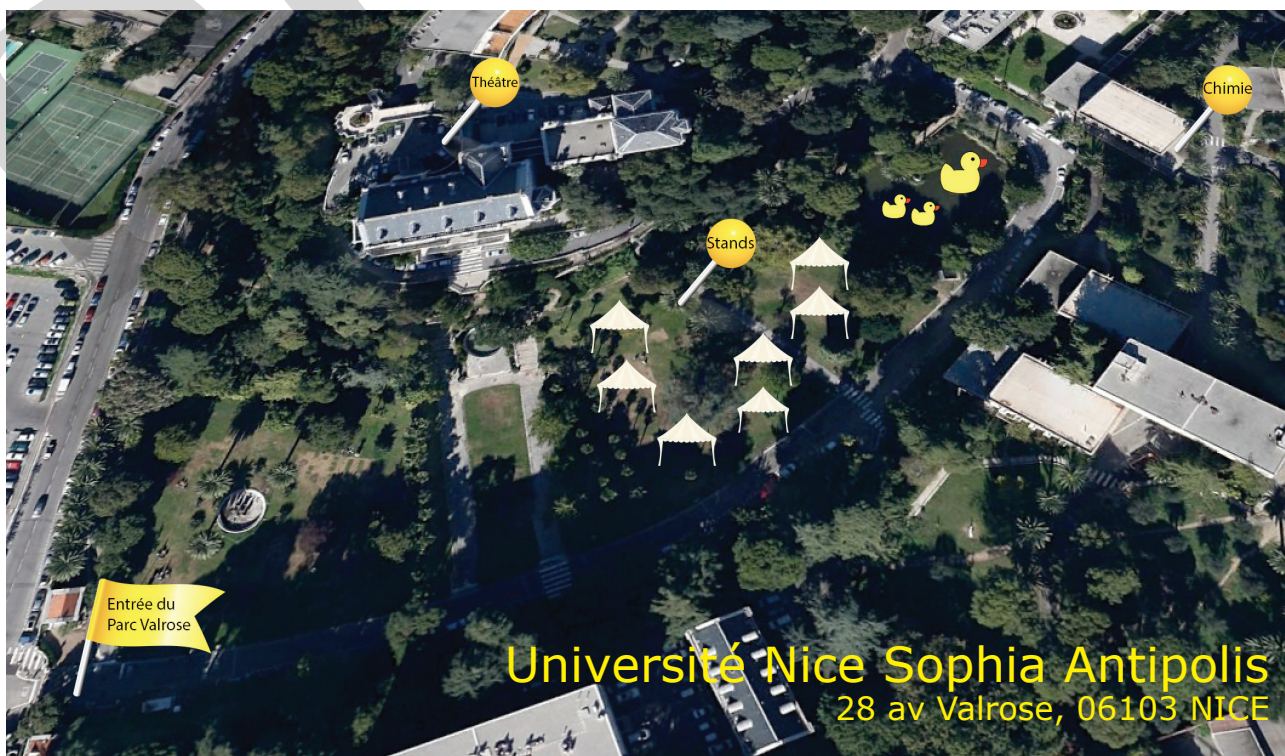 Théâtre
Chimie
Stands
Entrée du
Parc Valrose
Université Nice Sophia Antipolis
28 av Valrose, 06103 NICE